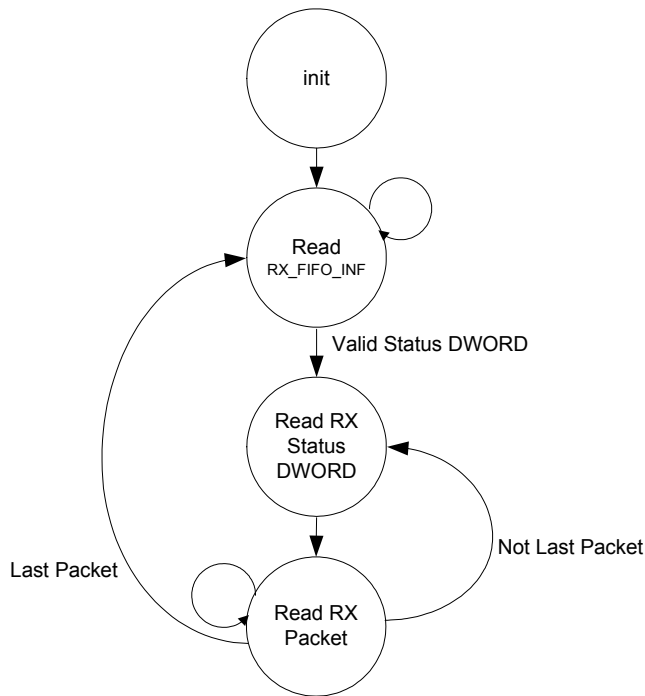 init
Read
RX_FIFO_INF
Valid Status DWORD
Read RX
Status
DWORD
Not Last Packet
Last Packet
Read RX
Packet